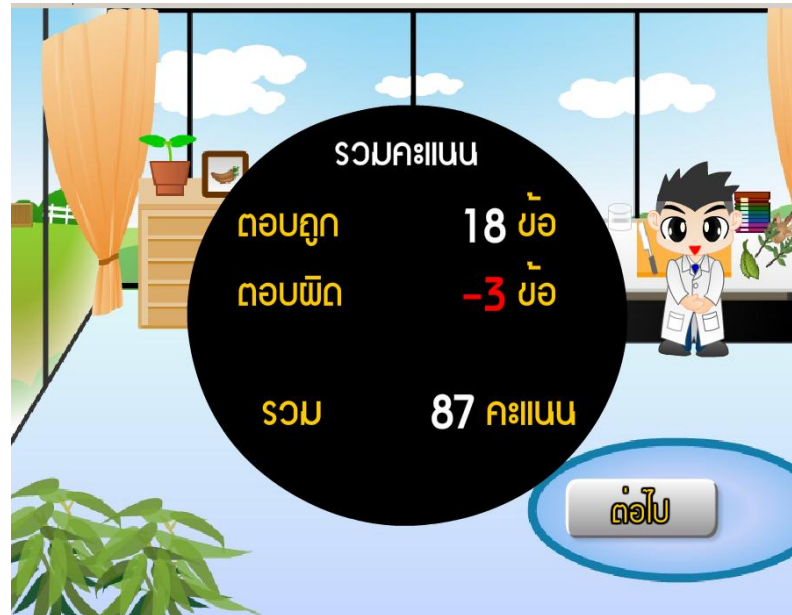 รวมคะแนน
ตอบถูก 18 ข้อ
ตอบผิด -3 ข้อ
รวม 87 คะแนน
ต่อไป